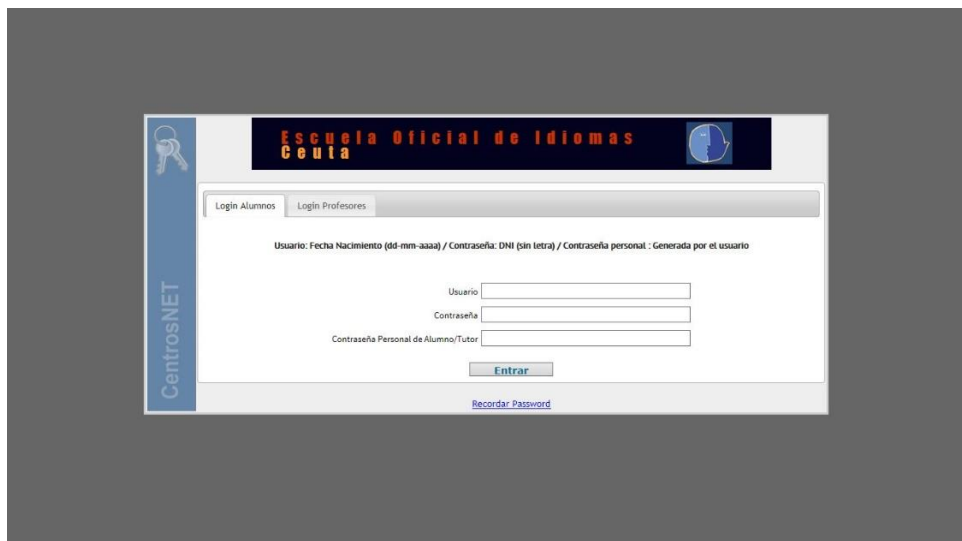 Escuela Oficial de Idiomas
Ceuta
Login Alumnos
Login Profesores
Usuario: Fecha Nacimiento (dd-mm-aaaa) / Contraseña: DNI (sin letra) / Contraseña personal : Generada por el usuario
Usuario
Contraseña
Contraseña Personal de Alumno/Tutor
Entrar
Recordar Password
CentrosNET